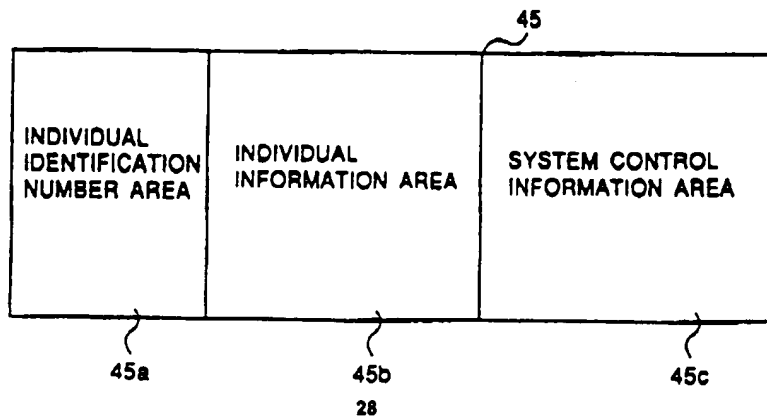 45
INDIVIDUAL
IDENTIFICATION
NUMBER AREA
INDIVIDUAL
INFORMATION AREA
SYSTEM CONTROL
INFORMATION AREA
45a
45b
45c
28